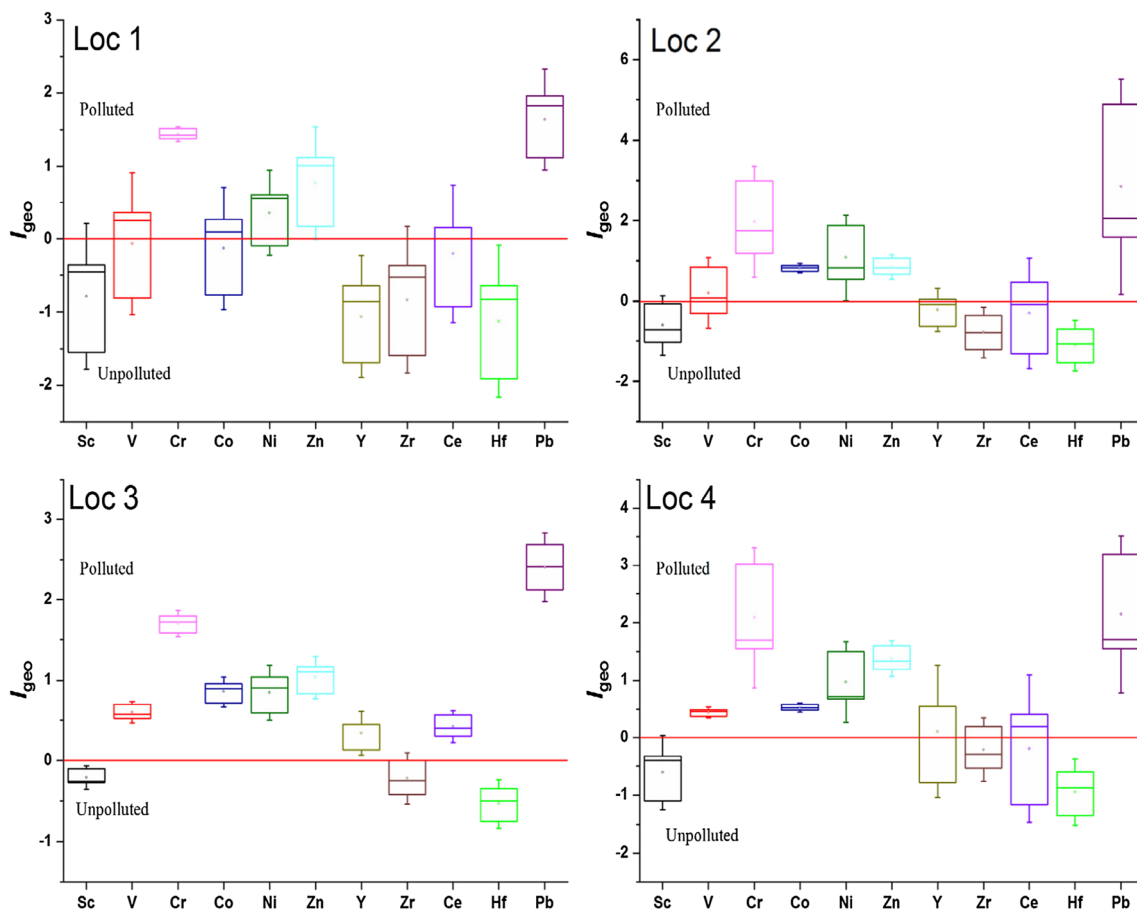 Loc 1
Polluted
Unpolluted
Igeo
3
2
1
0
-1
-2
Sc V Cr Co Ni Zn Y Zr Ce Hf Pb
Loc 2
Polluted
Unpolluted
Igeo
6
4
2
0
-2
Sc V Cr Co Ni Zn Y Zr Ce Hf Pb
Loc 3
Polluted
Unpolluted
Igeo
3
2
1
0
-1
Sc V Cr Co Ni Zn Y Zr Ce Hf Pb
Loc 4
Polluted
Unpolluted
Igeo
4
3
2
1
0
-1
-2
Sc V Cr Co Ni Zn Y Zr Ce Hf Pb